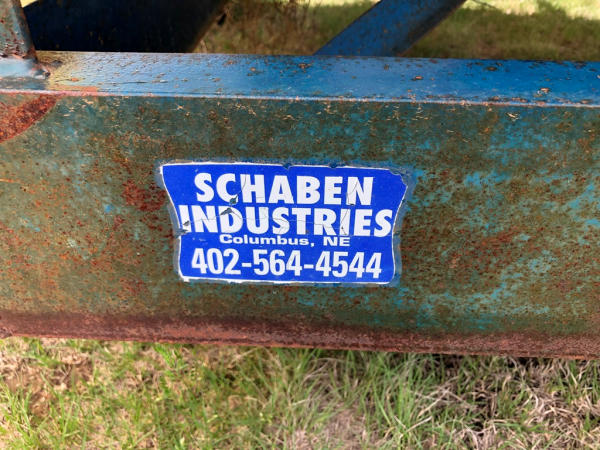 SCHABEN
INDUSTRIES
Columbus, NE
402-564-4544